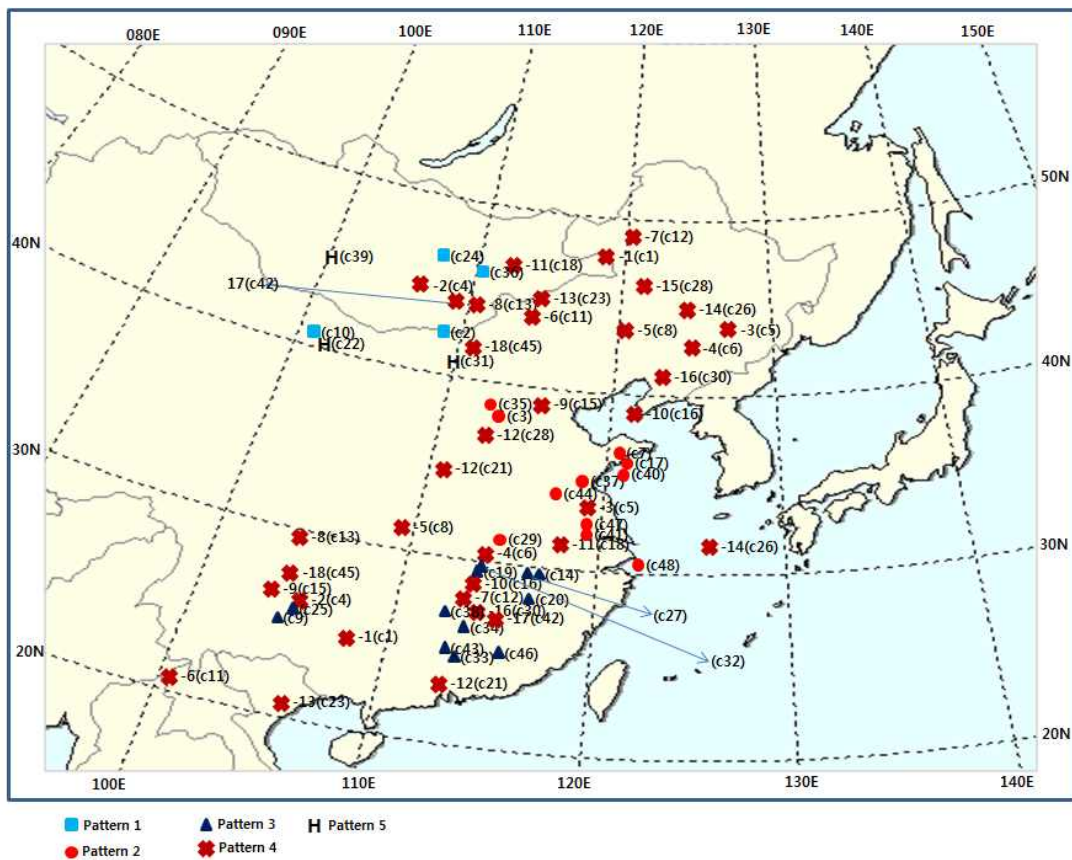 080E 090E 100E 110E 120E 130E 140E 150E
50N
-7(c12)
40N
(c39) (c24) -1(c1)
(c36) -11(c18)
17(c42) -2(c4) -15(c28)
-8(c13) -13(c23)
-6(c11) -14(c26)
(c10) (c2) -5(c8) -3(c5)
(c22) -18(c45) -4(c6)
(c31) 40N
-16(c30)
(c35) -9(c15)
(c3) -10(c16)
-12(c28)
30N
(c7)
-12(c21) (c17)
(c37) (c40)
(c44)
-3(c5)
-5(c8) (c47)
-8(c13) (c29) (c41)
-11(c18) -14(c26) 30N
-4(c6)
(c48)
-18(c45) (c19) (c14)
-9(c15) -10(c16)
-2(c4) -7(c12) (c20)
(c25) -16(c30)
(c9) -17(c42) (c27)
(c34)
-1(c1)
(c43) (c46)
20N (c33) (c32)
-6(c11) -12(c21)
-13(c23)
20N
100E 110E 120E 130E 140E
Pattern 1 Pattern 3 H Pattern 5
Pattern 2 Pattern 4